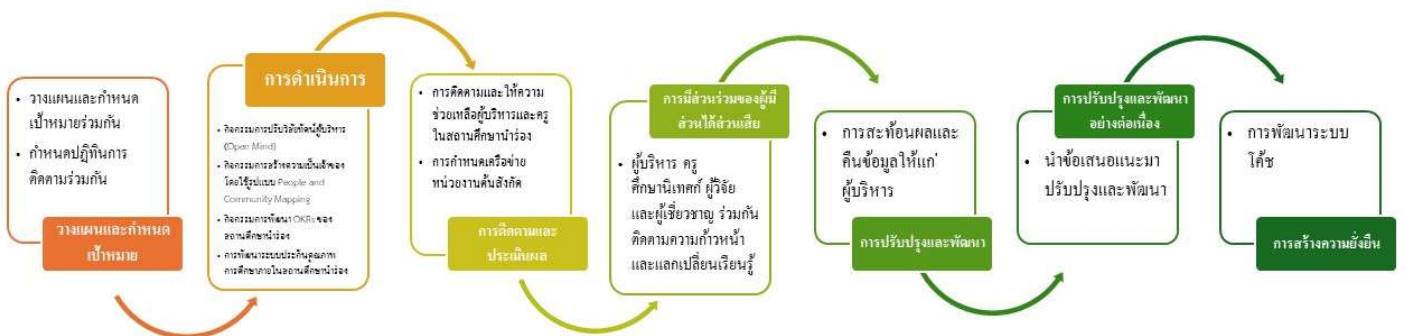 • วางแผนและกำหนด
เป้าหมายร่วมกัน
• กำหนดปฏิทินการ
ติดตามร่วมกัน
วางแผนและกำหนด
เป้าหมาย
การดำเนินการ
• กิจกรรมการปรับวิสัยทัศน์ผู้บริหาร
(Open Mind)
• กิจกรรมการสร้างความเป็นเจ้าของ
โดยใช้รูปแบบ People and
Community Mapping
• กิจกรรมการพัฒนา OKRs ของ
สถานศึกษานำร่อง
• การพัฒนาระบบประกันคุณภาพ
การศึกษาภายในสถานศึกษานำร่อง
• การติดตามและให้ความ
ช่วยเหลือผู้บริหารและครู
ในสถานศึกษานำร่อง
• การกำหนดเครือข่าย
หน่วยงานต้นสังกัด
การติดตามและ
ประเมินผล
การมีส่วนร่วมของผู้มี
ส่วนได้ส่วนเสีย
• ผู้บริหาร ครู
ศึกษานิเทศก์ ผู้วิจัย
และผู้เชี่ยวชาญ ร่วมกัน
ติดตามความก้าวหน้า
และแลกเปลี่ยนเรียนรู้
• การสะท้อนผลและ
คืนข้อมูลให้แก่
ผู้บริหาร
การปรับปรุงและพัฒนา
การปรับปรุงและพัฒนา
อย่างต่อเนื่อง
• นำข้อเสนอแนะมา
ปรับปรุงและพัฒนา
• การพัฒนาระบบ
โค้ช
การสร้างความยั่งยืน